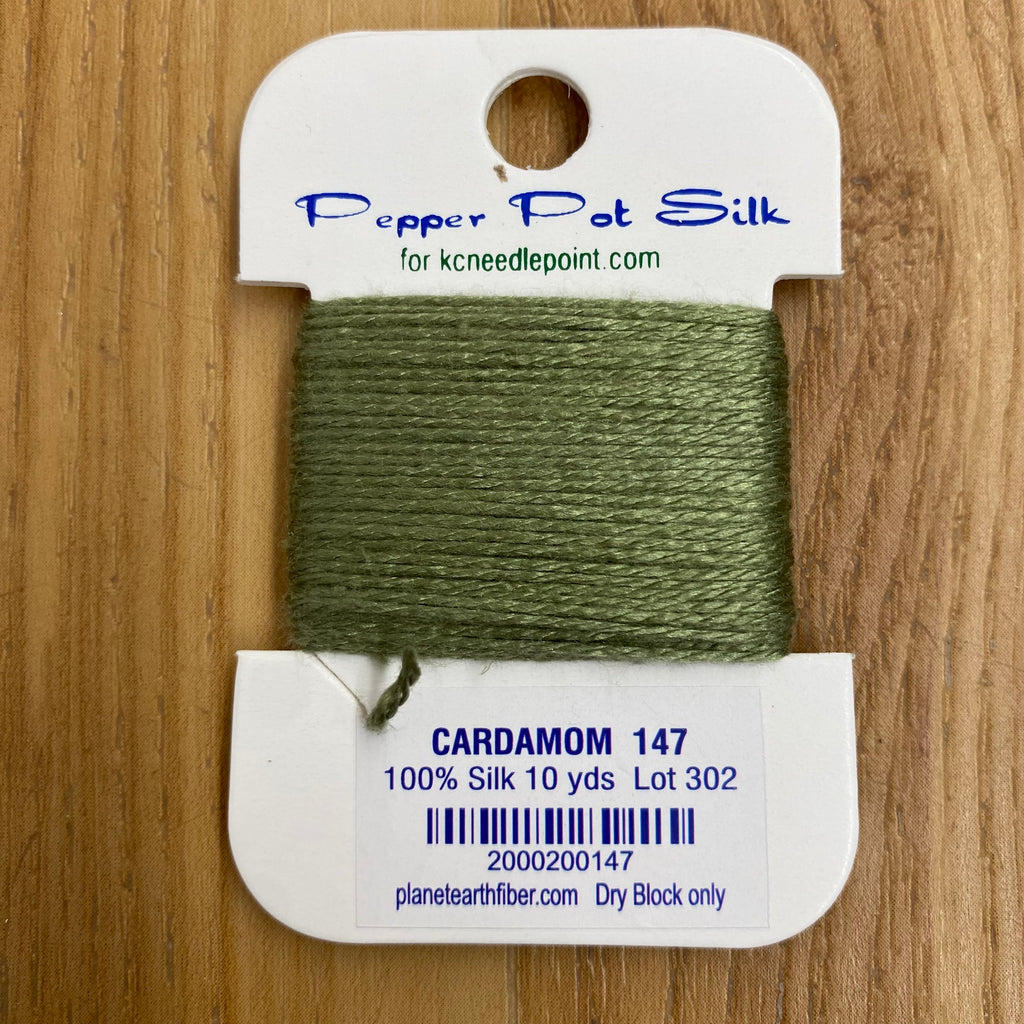 Pepper Pot Silk
for kcneedlepoint.com
CARDAMOM 147
100% Silk 10 yds Lot 302
2000200147
planetearthfiber.com Dry Block only